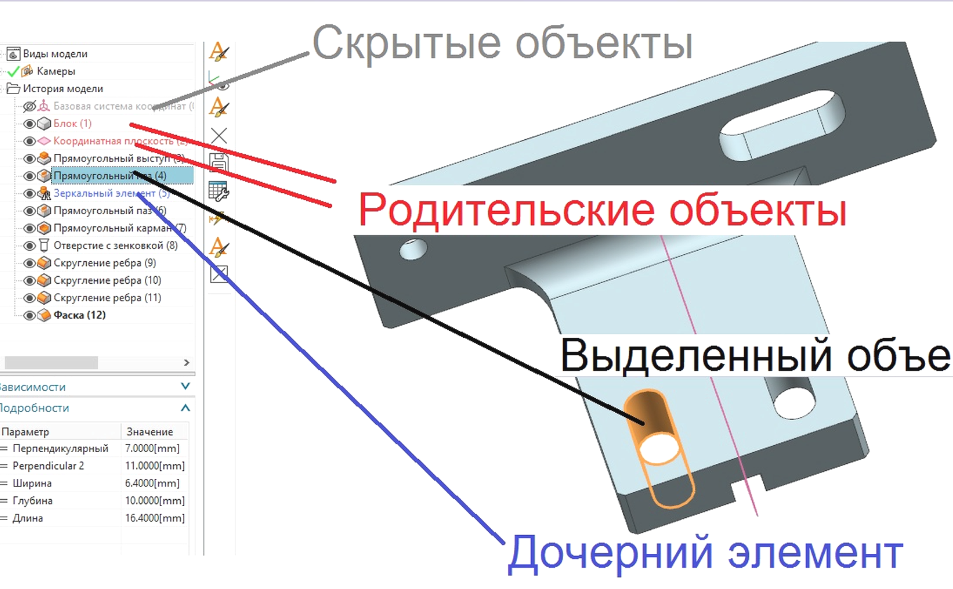 Скрытые объекты
Виды модели
Камеры
История модели
Базовая система координат (
Блок (1)
Координатная плоскость (2)
Прямоугольный выступ (3)
Прямоугольный паз (4)
Зеркальный элемент (5)
Прямоугольный паз (6)
Прямоугольный карман (7)
Отверстие с зенковкой (8)
Скругление ребра (9)
Скругление ребра (10)
Скругление ребра (11)
Фаска (12)
Родительские объекты
Выделенный объе
Зависимости
Подробности
Параметр Значение
Перпендикулярный 7.0000[mm]
Perpendicular 2 11.0000[mm]
Ширина 6.4000[mm]
Глубина 10.0000[mm]
Длина 16.4000[mm]
Дочерний элемент